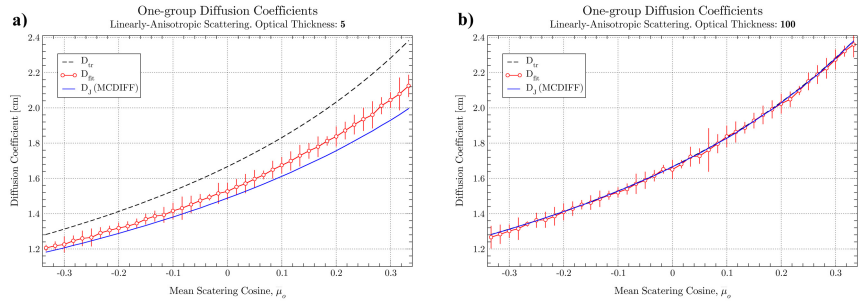 a)
One-group Diffusion Coefficients
Linearly-Anisotropic Scattering. Optical Thickness: 5
Diffusion Coefficient [cm]
2.4
2.2
2.0
1.8
1.6
1.4
1.2
D_tr
D_fit
D_J (MCDIFF)
-0.3 -0.2 -0.1 0 0.1 0.2 0.3
Mean Scatering Cosine, μ_o
b)
One-group Diffusion Coefficients
Linearly-Anisotropic Scattering. Optical Thickness: 100
Diffusion Coefficient [cm]
2.4
2.2
2.0
1.8
1.6
1.4
1.2
D_tr
D_fit
D_J (MCDIFF)
-0.3 -0.2 -0.1 0 0.1 0.2 0.3
Mean Scatering Cosine, μ_o